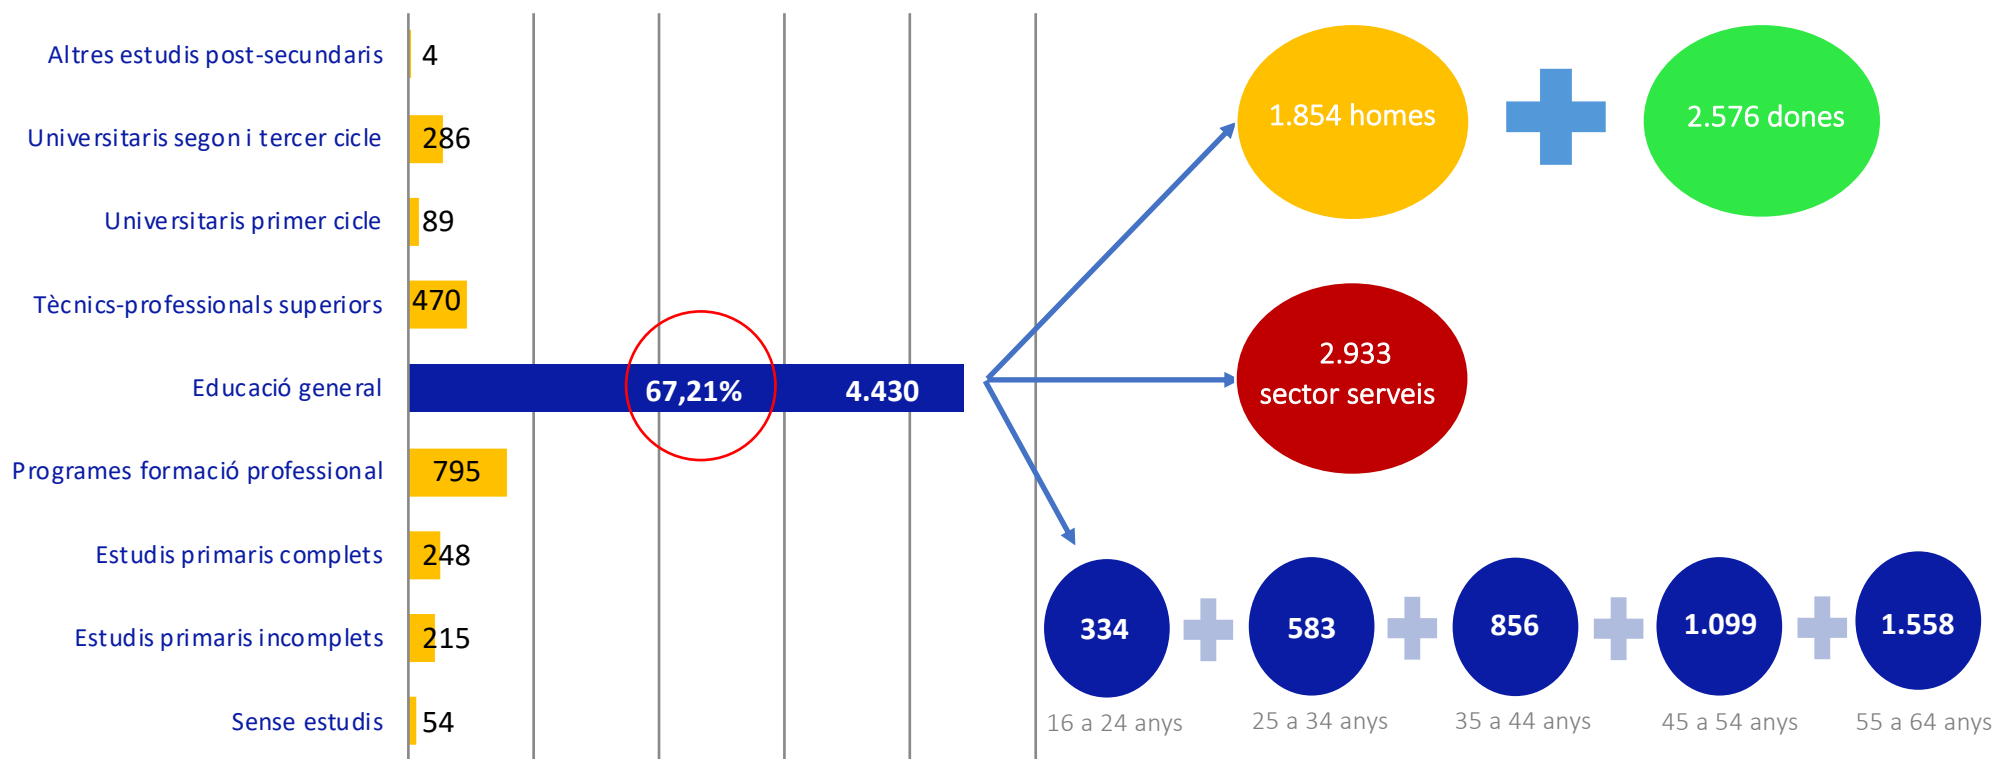 Altres estudis post-secundaris 4
Universitaris segon i tercer cicle 286
Universitaris primer cicle 89
Tècnics-professionals superiors 470
Educació general 67,21% 4.430
Programes formació professional 795
Estudis primaris complets 248
Estudis primaris incomplets 215
Sense estudis 54
1.854 homes
2.576 dones
2.933
sector serveis
334 583 856 1.099 1.558
16 a 24 anys 25 a 34 anys 35 a 44 anys 45 a 54 anys 55 a 64 anys